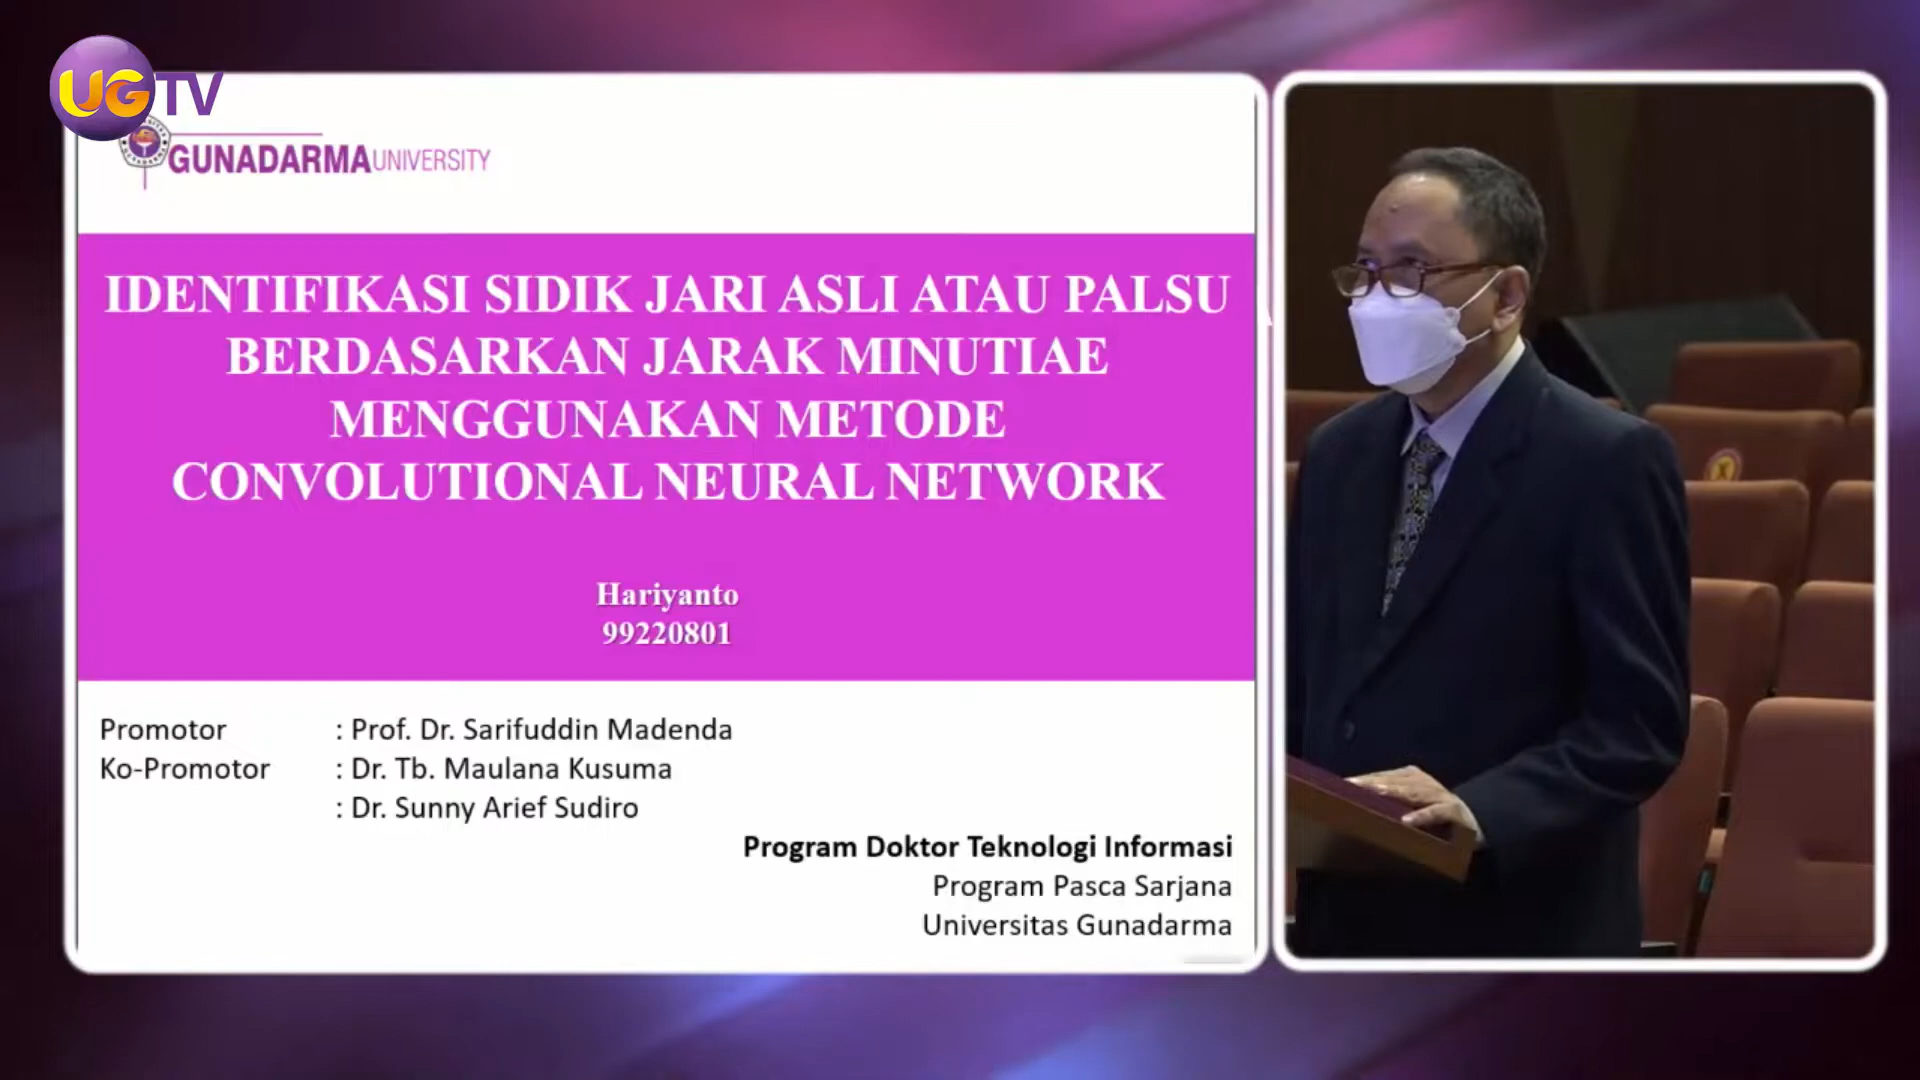 UGTV
GUNADARMA UNIVERSITY
IDENTIFIKASI SIDIK JARI ASLI ATAU PALSU
BERDASARKAN JARAK MINUTIAE
MENGGUNAKAN METODE
CONVOLUTIONAL NEURAL NETWORK
Hariyanto
99220801
Promotor : Prof. Dr. Sarifuddin Madenda
Ko-Promotor : Dr. Tb. Maulana Kusuma
: Dr. Sunny Arief Sudiro
Program Doktor Teknologi Informasi
Program Pasca Sarjana
Universitas Gunadarma